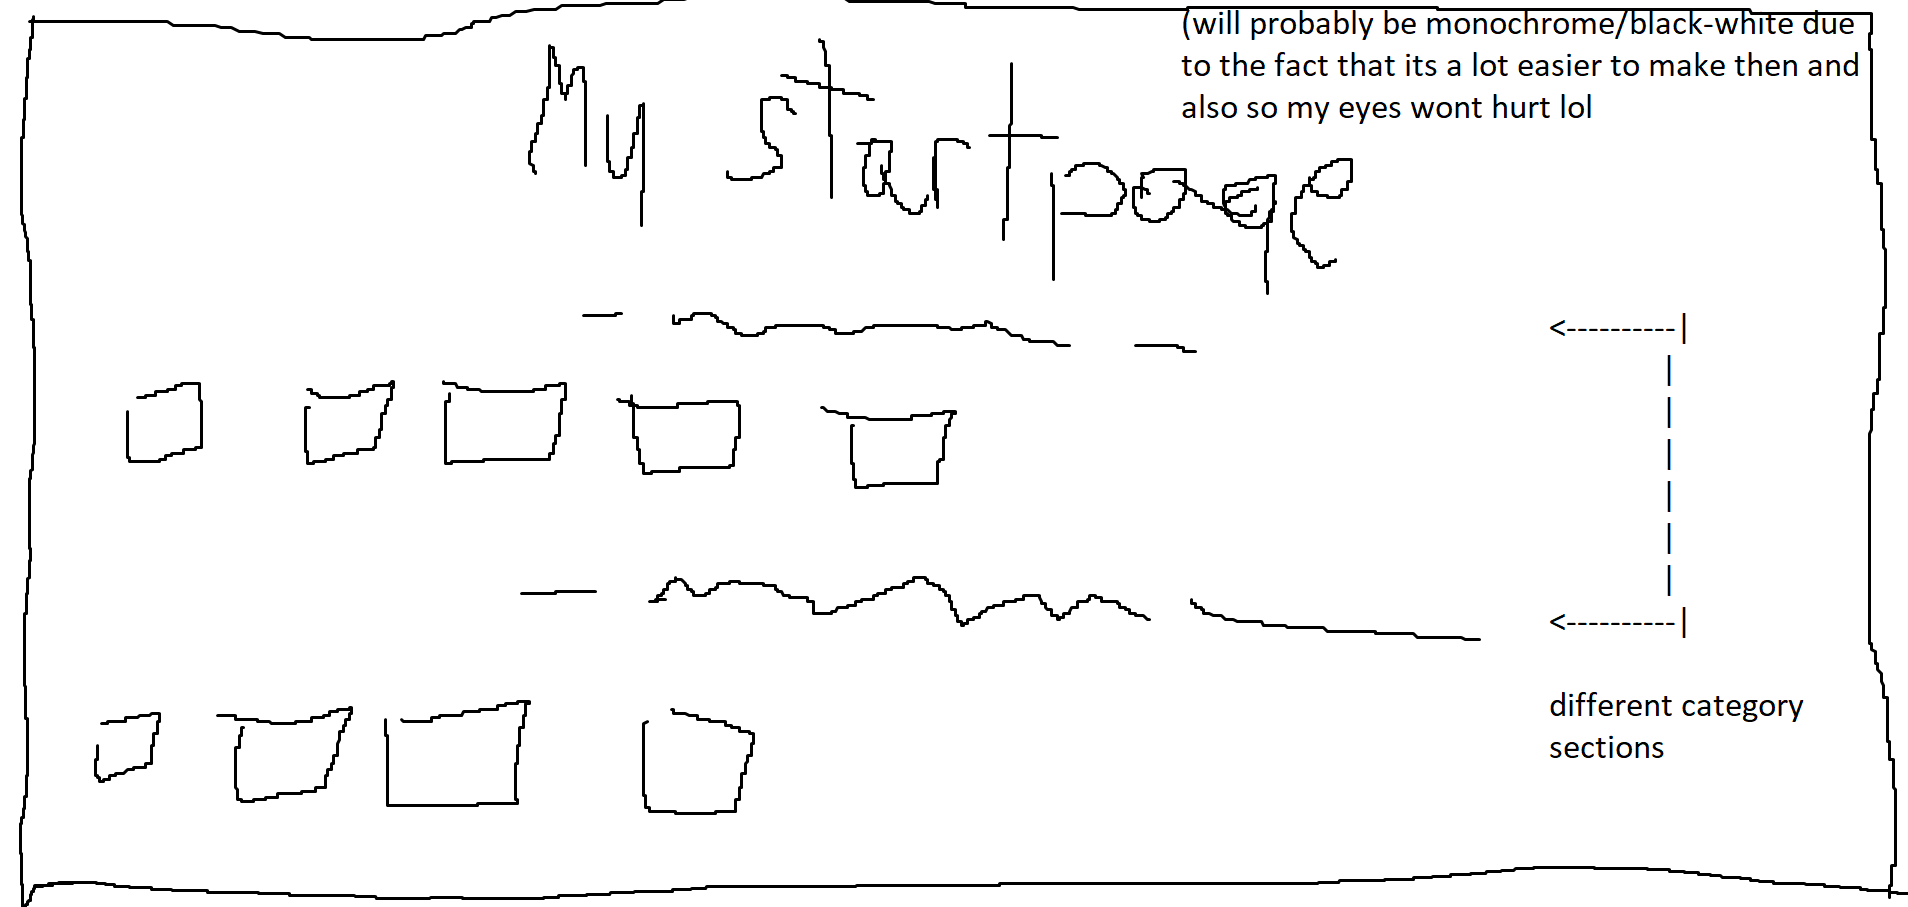 My startpage
(will probably be monochrome/black-white due
to the fact that its a lot easier to make then and
also so my eyes wont hurt lol
<----------|
|
|
|
|
|
|
<----------|
different category
sections